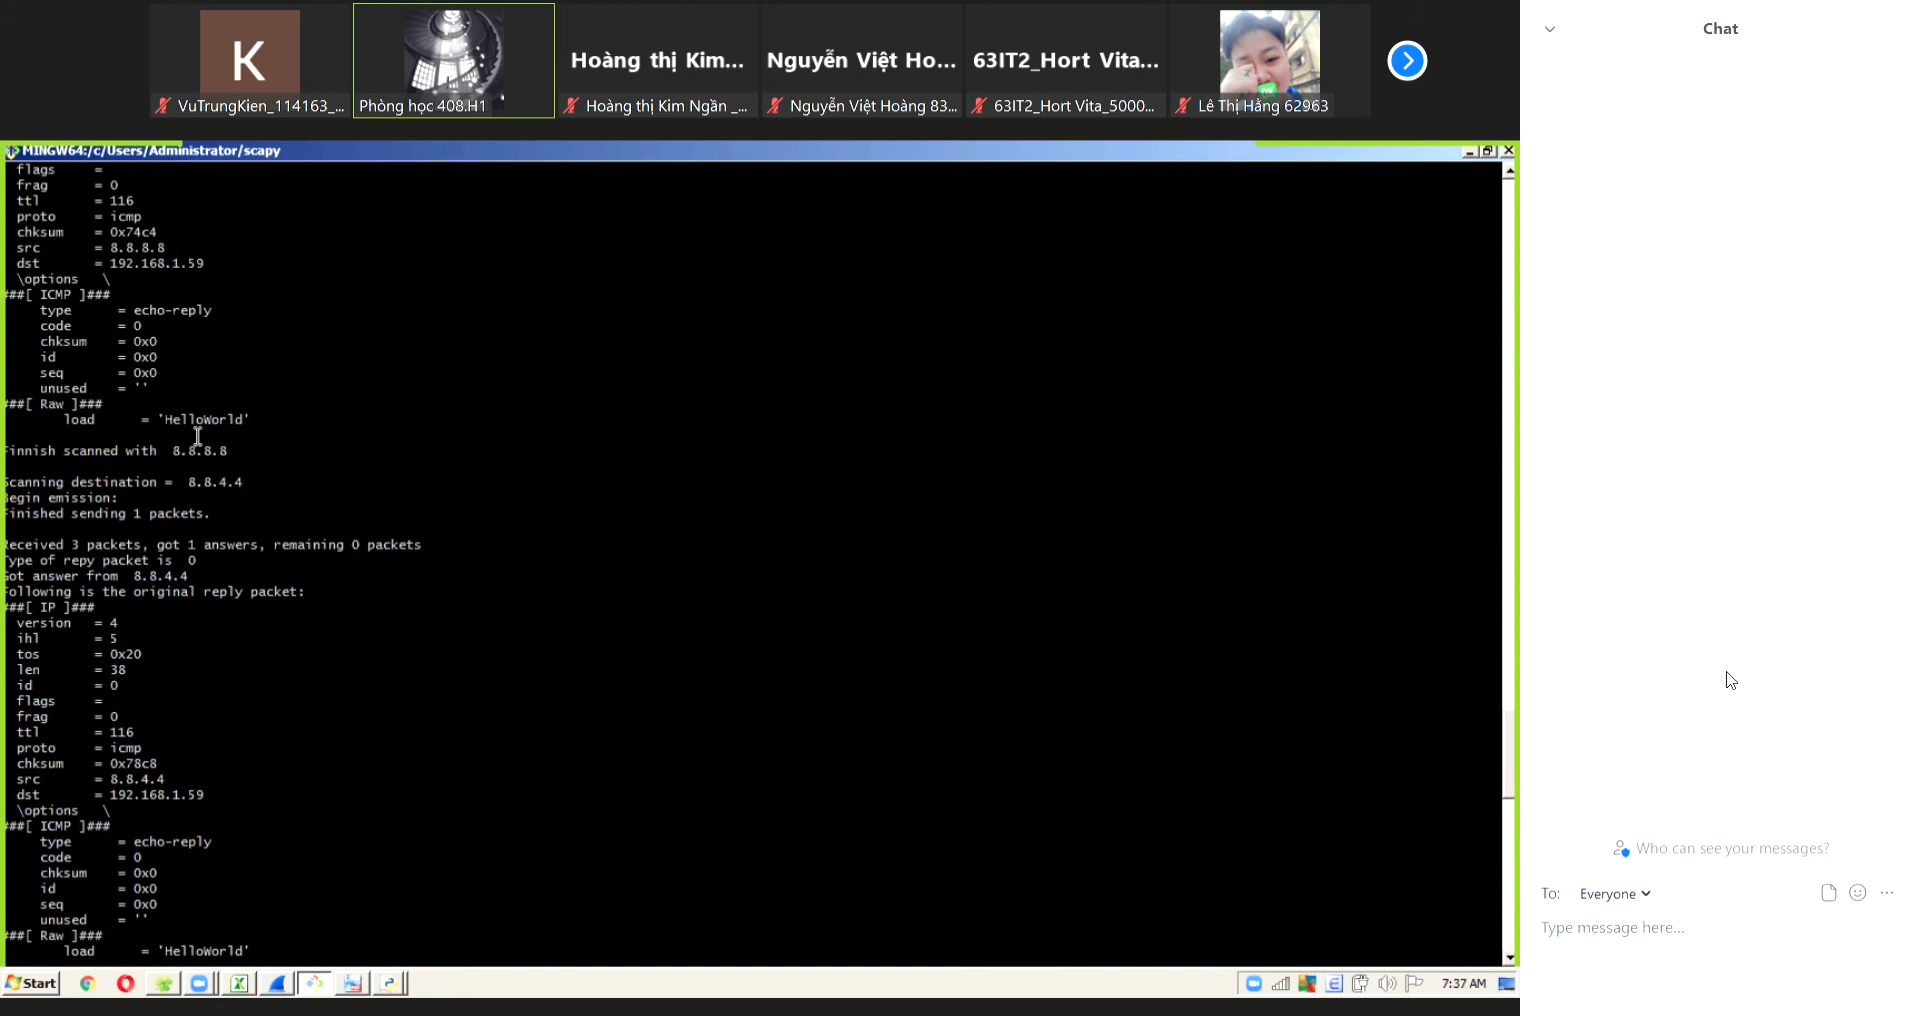 K
VuTrungKien_114163_...
Phòng học 408.H1
Hoàng thị Kim...
Hoàng thị Kim Ngân _...
Nguyễn Việt Ho...
Nguyễn Việt Hoàng 83...
63IT2_Hort Vita...
63IT2_Hort Vita_5000...
Lê Thị Hằng 62963
Chat
MINGW64:/c/Users/Administrator/scapy
flags =
frag = 0
ttl = 116
proto = icmp
chksum = 0x74c4
src = 8.8.8.8
dst = 192.168.1.59
\options \
###[ ICMP ]###
type = echo-reply
code = 0
chksum = 0x0
id = 0x0
seq = 0x0
unused = ''
###[ Raw ]###
load = 'HelloWorld'
Finnish scanned with 8.8.8.8
Scanning destination = 8.8.4.4
Begin emission:
Finished sending 1 packets.
Received 3 packets, got 1 answers, remaining 0 packets
Type of repy packet is 0
Got answer from 8.8.4.4
Following is the original reply packet:
###[ IP ]###
version = 4
ihl = 5
tos = 0x20
len = 38
id = 0
flags =
frag = 0
ttl = 116
proto = icmp
chksum = 0x78c8
src = 8.8.4.4
dst = 192.168.1.59
\options \
###[ ICMP ]###
type = echo-reply
code = 0
chksum = 0x0
id = 0x0
seq = 0x0
unused = ''
###[ Raw ]###
load = 'HelloWorld'
Who can see your messages?
To: Everyone
Type message here...
Start
7:37 AM